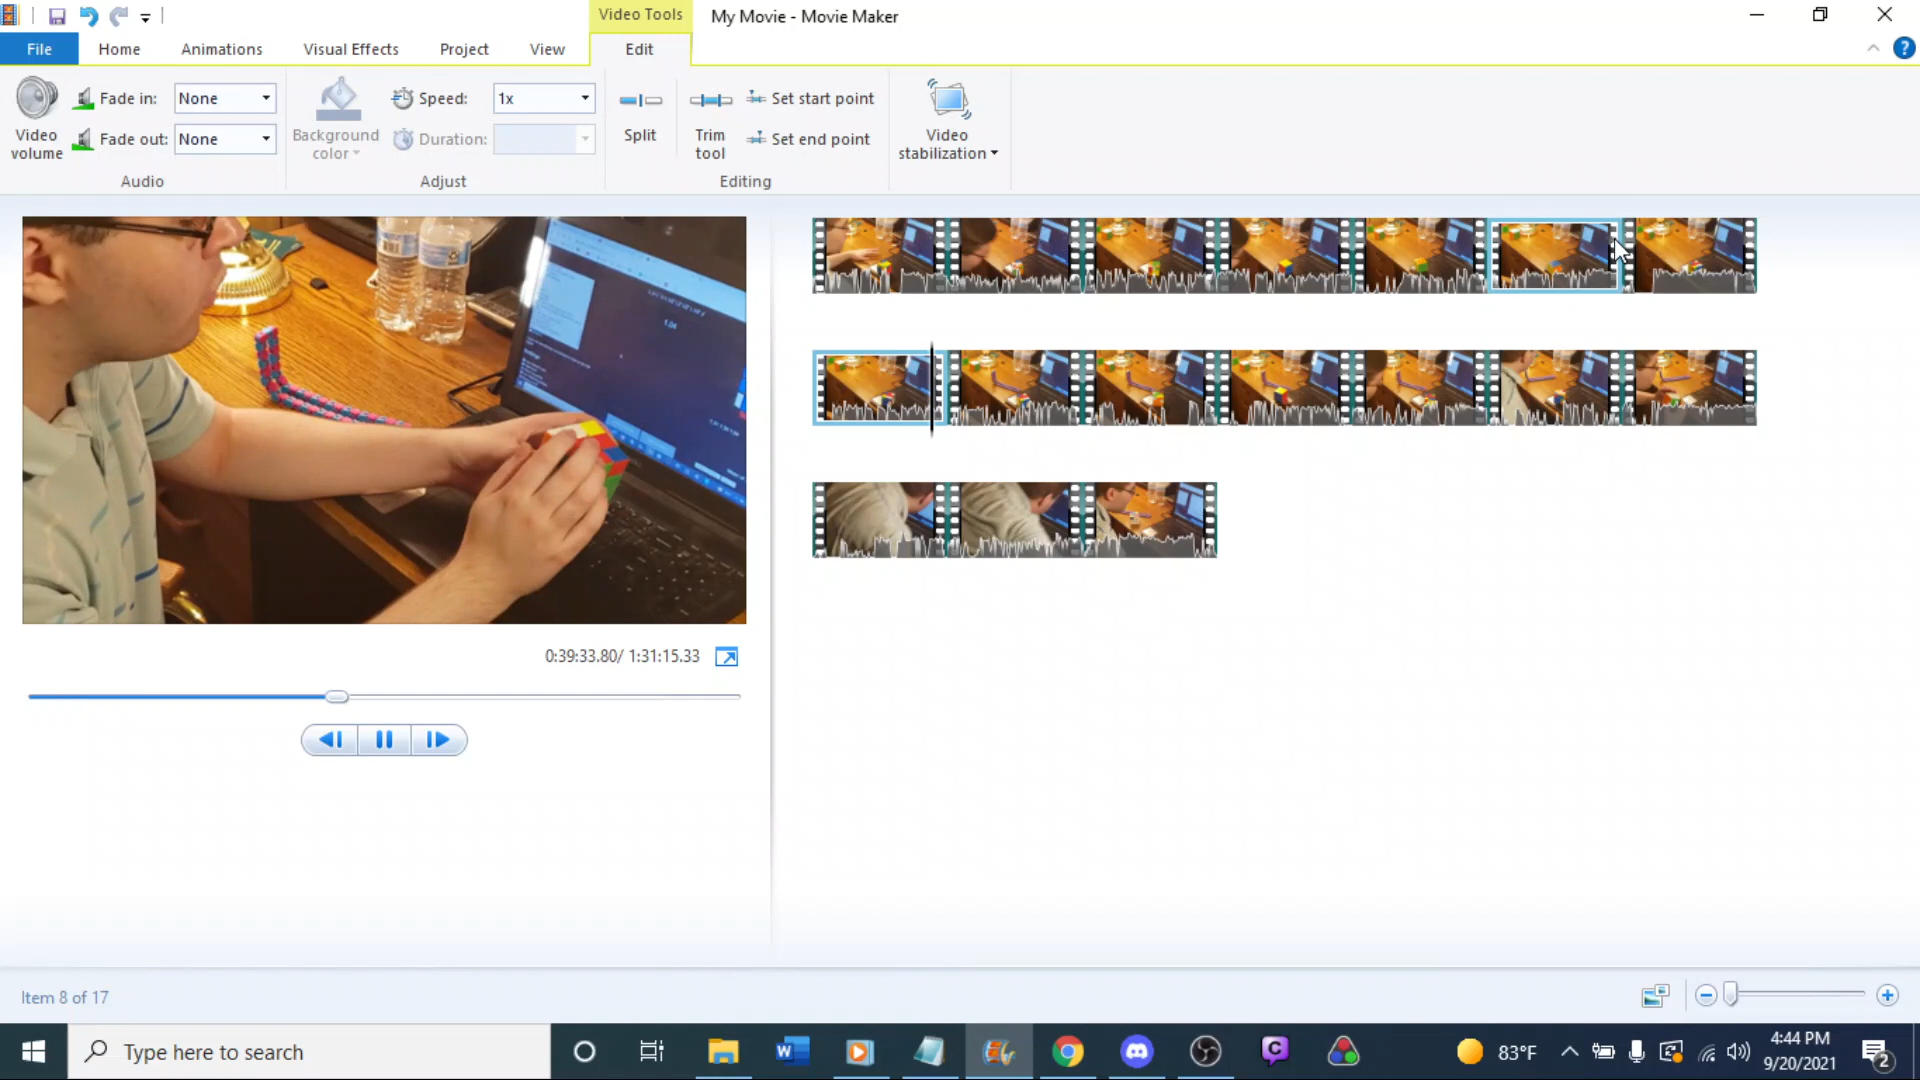 Video Tools
My Movie - Movie Maker
File
Home
Animations
Visual Effects
Project
View
Edit
Video volume
Fade in:
None
Fade out:
None
Audio
Background color
Speed:
1x
Duration:
Adjust
Split
Trim tool
Set start point
Set end point
Editing
Video stabilization
0:39:33.80/ 1:31:15.33
Item 8 of 17
Type here to search
83°F
4:44 PM
9/20/2021
2